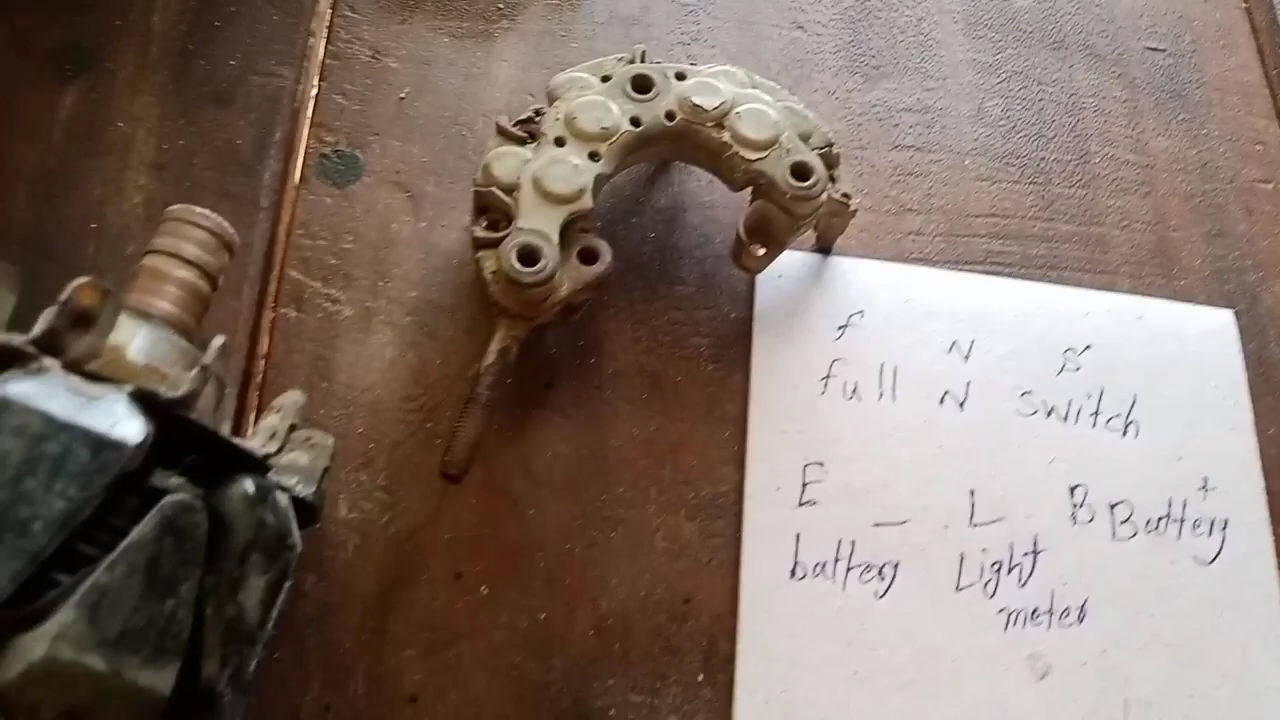 f N S
full N switch
E - L B Battery +
battery Light
meter